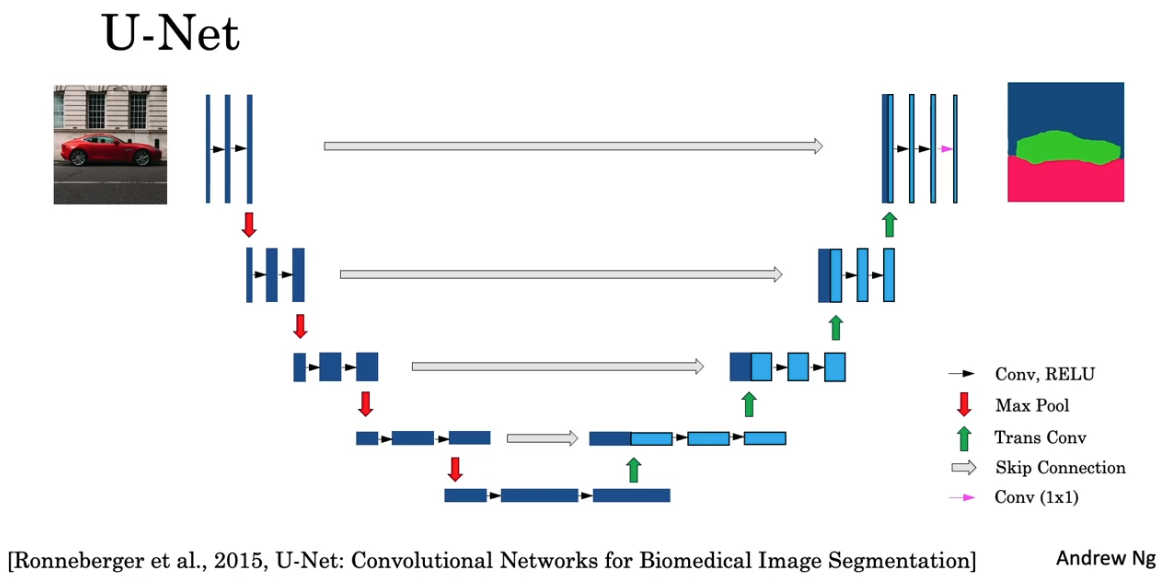 U-Net
Conv, RELU
Max Pool
Trans Conv
Skip Connection
Conv (1x1)
[Ronneberger et al., 2015, U-Net: Convolutional Networks for Biomedical Image Segmentation]
Andrew Ng